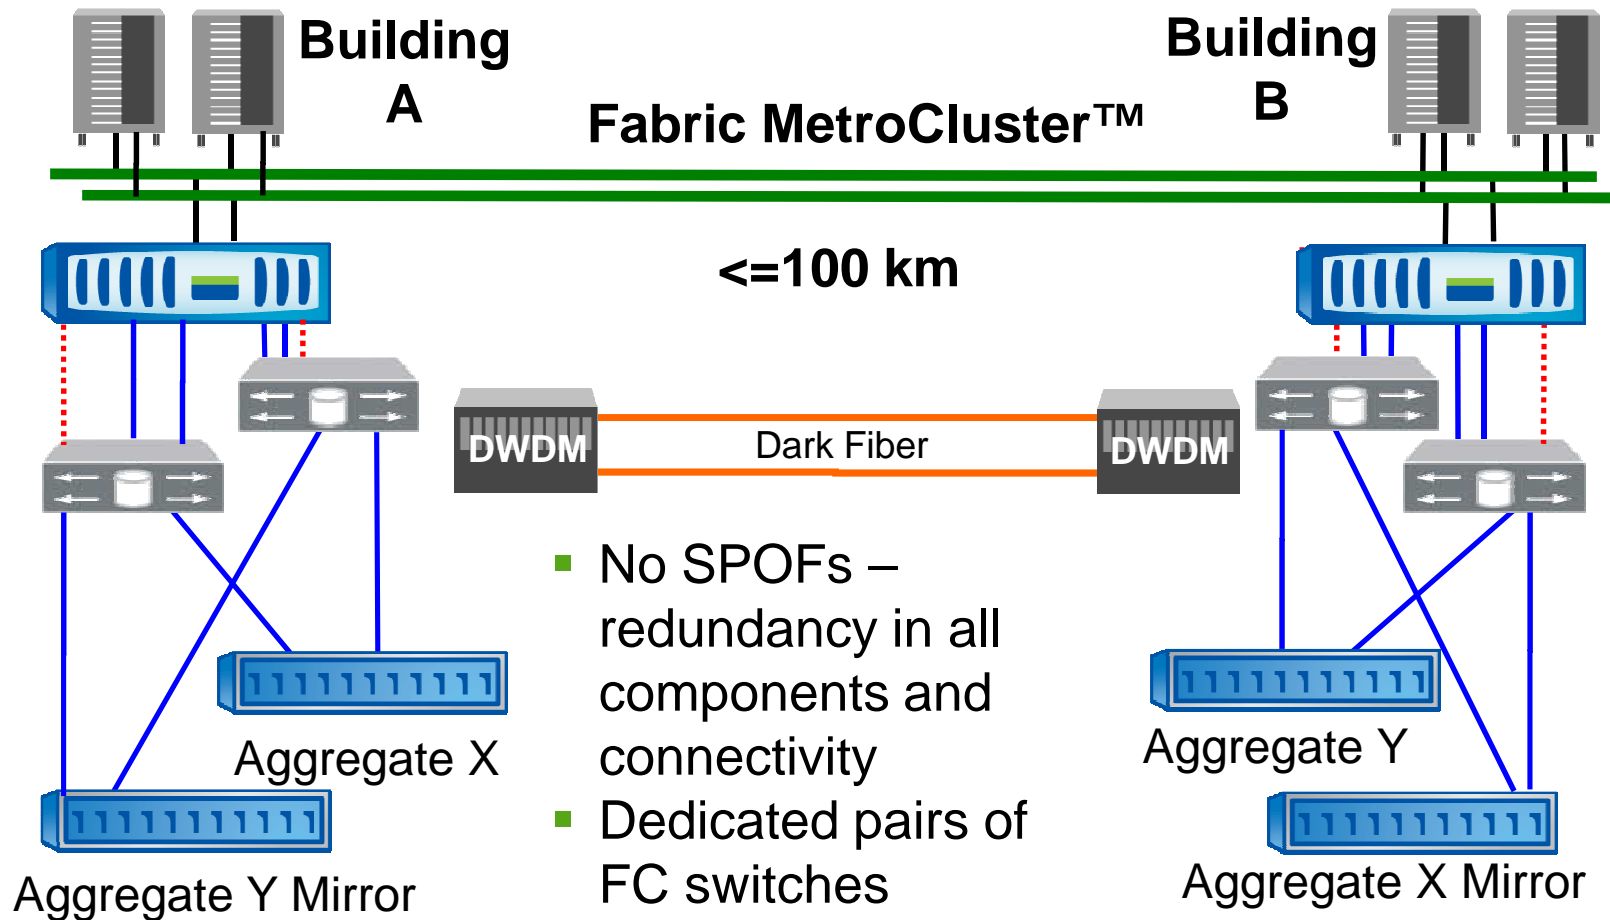 Building
A
Building
B
Fabric MetroCluster™
<=100 km
DWDM
Dark Fiber
DWDM
▪ No SPOFs –
redundancy in all
components and
connectivity
▪ Dedicated pairs of
FC switches
Aggregate X
Aggregate Y Mirror
Aggregate Y
Aggregate X Mirror